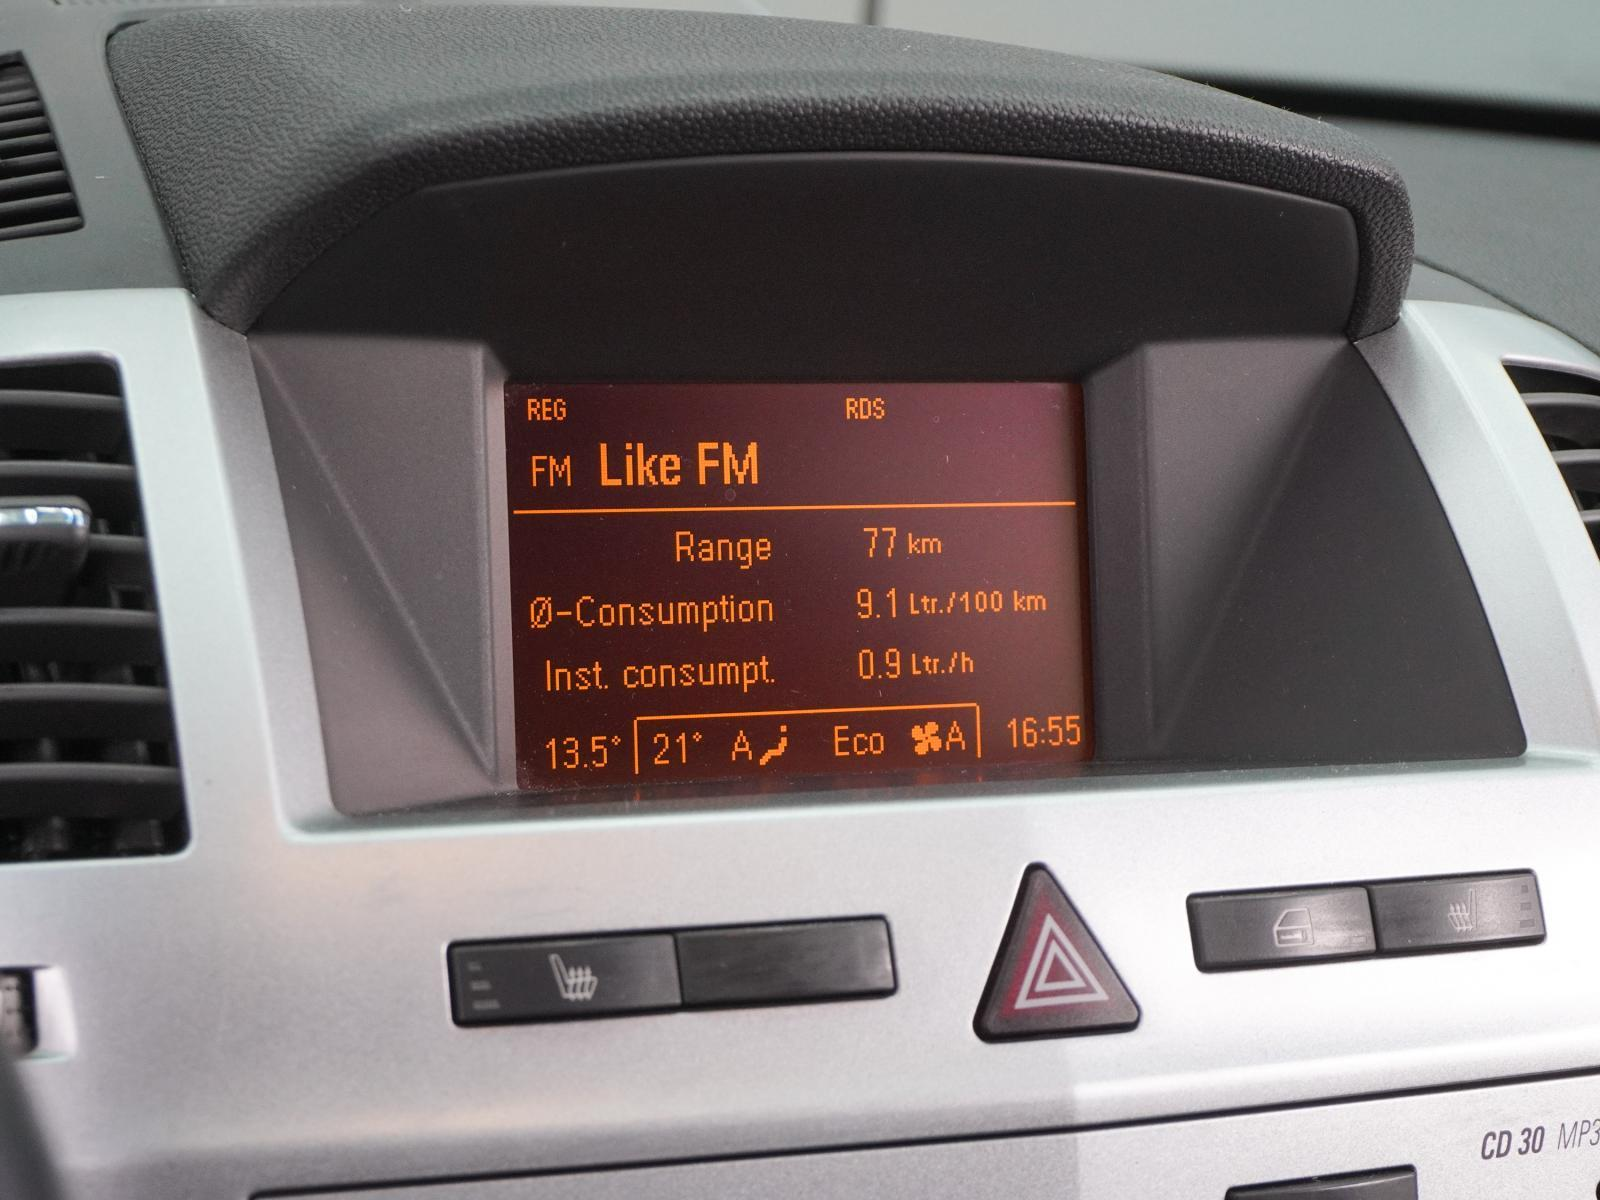 REG RDS
FM Like FM
Range 77 km
Ø-Consumption 9.1 Ltr./100 km
Inst. consumpt. 0.9 Ltr./h
13.5° 21° A Eco A 16:55
CD 30 MP3